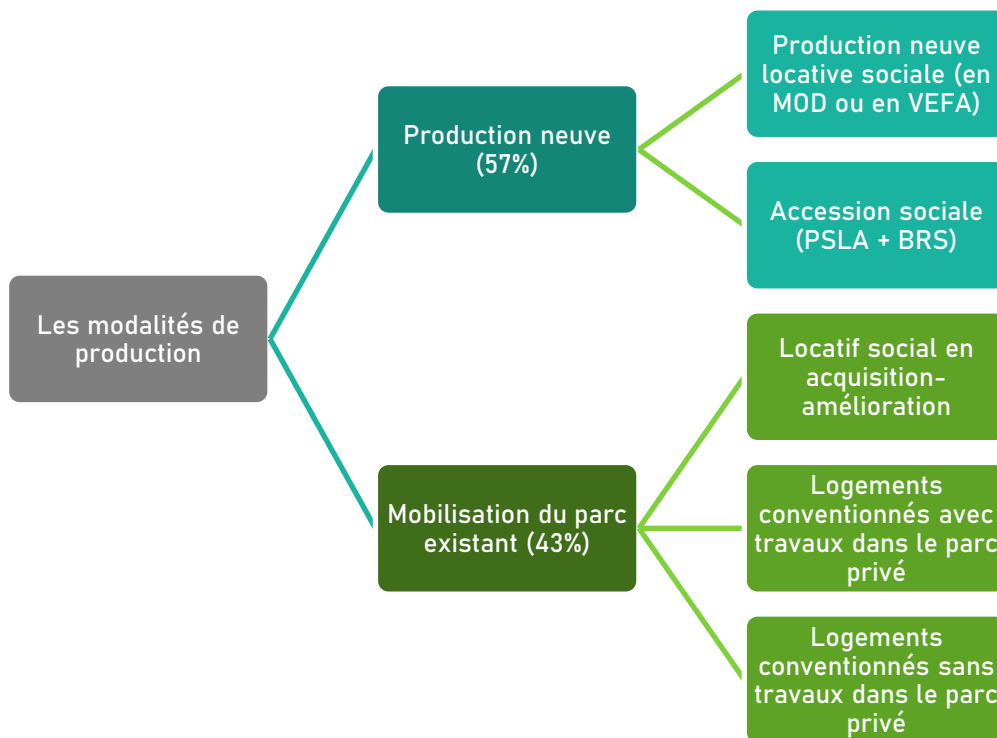 Les modalités de
production
Production neuve
(57%)
Production neuve
locative sociale (en
MOD ou en VEFA)
Accession sociale
(PSLA + BRS)
Mobilisation du parc
existant (43%)
Locatif social en
acquisition-
amélioration
Logements
conventionnés avec
travaux dans le parc
privé
Logements
conventionnés sans
travaux dans le parc
privé